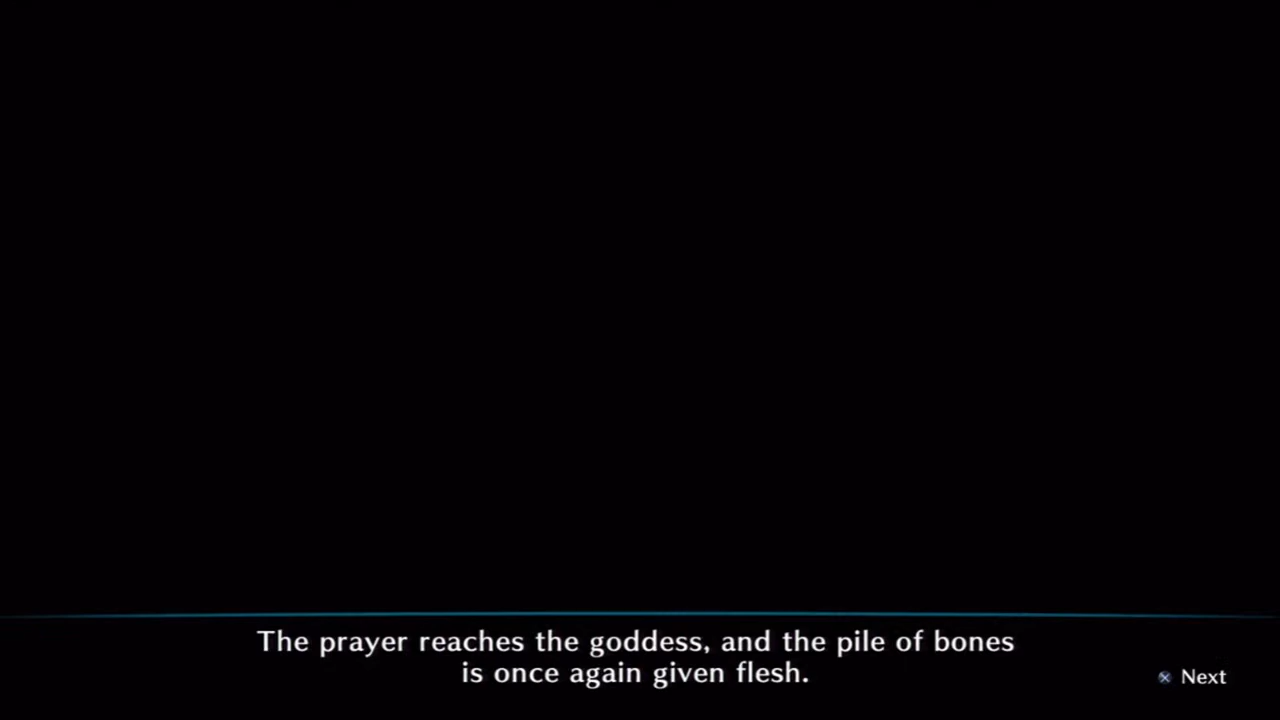 The prayer reaches the goddess, and the pile of bones
is once again given flesh.
Next